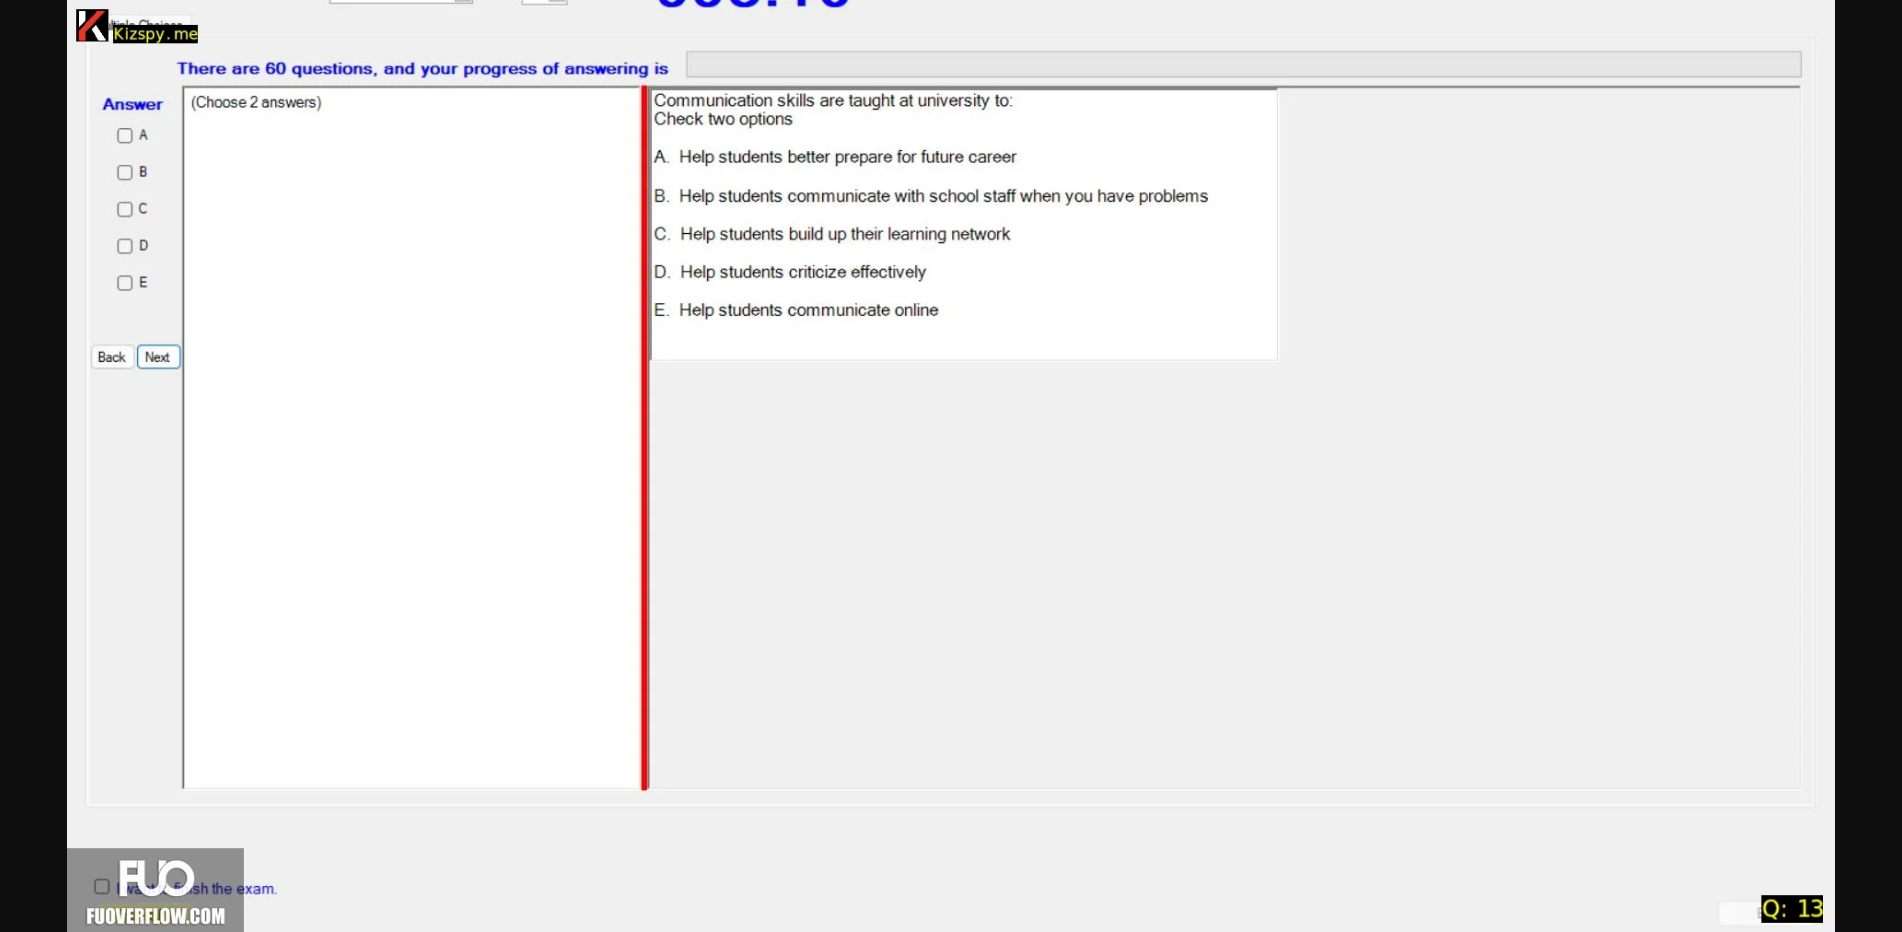 Kizspy.me
There are 60 questions, and your progress of answering is
Answer
(Choose 2 answers)
A
B
C
D
E
Back Next
Communication skills are taught at university to:
Check two options
A. Help students better prepare for future career
B. Help students communicate with school staff when you have problems
C. Help students build up their learning network
D. Help students criticize effectively
E. Help students communicate online
FUO
the exam.
FUOVERFLOW.COM
Q: 13